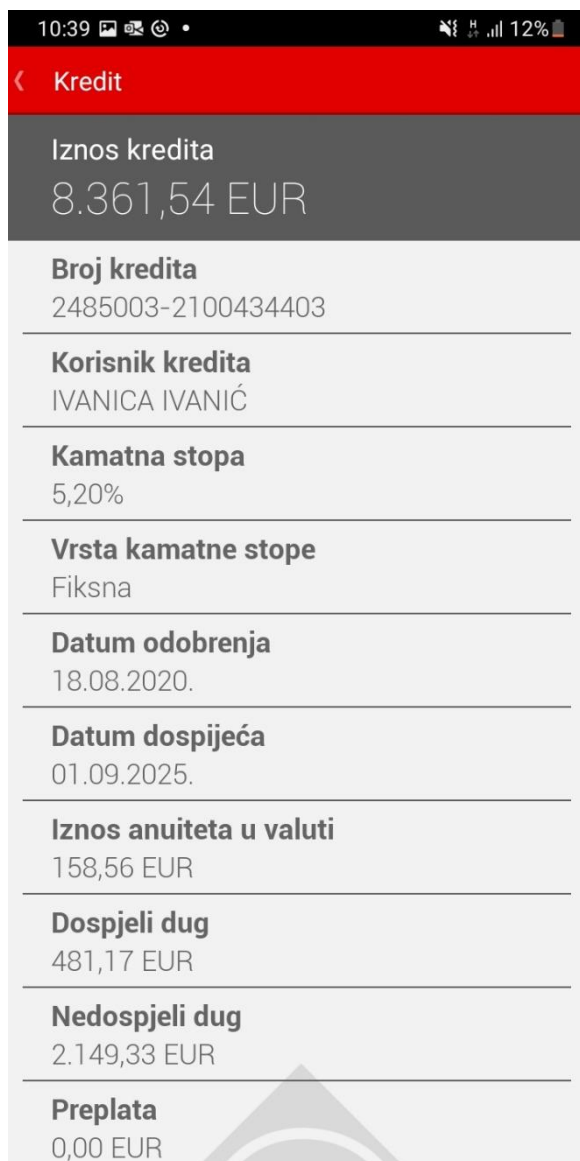 10:39
12%
Kredit
Iznos kredita
8.361,54 EUR
Broj kredita
2485003-2100434403
Korisnik kredita
IVANICA IVANIĆ
Kamatna stopa
5,20%
Vrsta kamatne stope
Fiksna
Datum odobrenja
18.08.2020.
Datum dospijeća
01.09.2025.
Iznos anuiteta u valuti
158,56 EUR
Dospjeli dug
481,17 EUR
Nedospjeli dug
2.149,33 EUR
Preplata
0,00 EUR